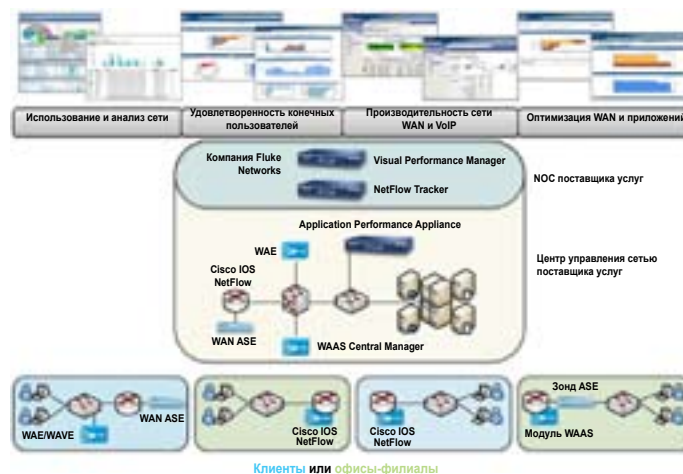 Использование и анализ сети
Удовлетворенность конечных
пользователей
Производительность сети
WAN и VoIP
Оптимизация WAN и приложений
Компания Fluke
Networks
Visual Performance Manager
NetFlow Tracker
NOC поставщика услуг
Application Performance Appliance
WAE
Cisco IOS
NetFlow
WAN ASE
WAAS Central Manager
Центр управления сетью
поставщика услуг
WAE/WAVE
WAN ASE
Cisco IOS
NetFlow
Cisco IOS
NetFlow
Зонд ASE
Модуль WAAS
Клиенты или офисы-филиалы